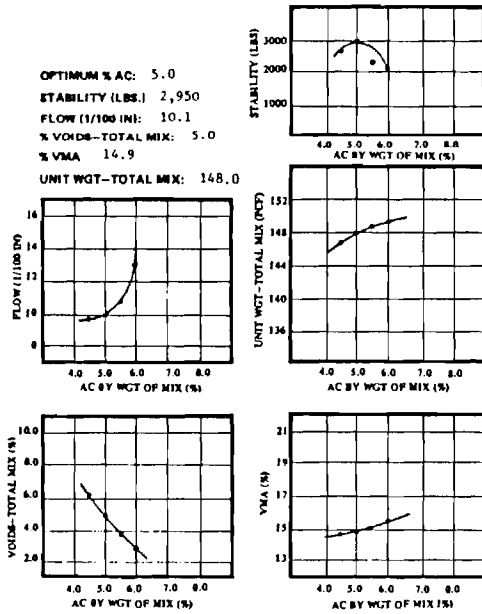 OPTIMUM % AC: 5.0
STABILITY (LBS.) 2,950
FLOW (1/100 IN): 10.1
% VOIDS-TOTAL MIX: 5.0
% VMA 14.9
UNIT WGT-TOTAL MIX: 148.0
STABILITY (LBS)
3000
2000
1000
4.0 5.0 6.0 7.0 8.0
AC BY WGT OF MIX (%)
FLOW (1/100 IN)
16
14
12
10
8
4.0 5.0 6.0 7.0 8.0
AC BY WGT OF MIX (%)
UNIT WGT-TOTAL MIX (PCF)
152
148
144
140
136
4.0 5.0 6.0 7.0 8.0
AC BY WGT OF MIX (%)
VOIDS-TOTAL MIX (%)
10.0
8.0
6.0
4.0
2.0
4.0 5.0 6.0 7.0 8.0
AC BY WGT OF MIX (%)
VMA (%)
21
19
17
15
13
4.0 5.0 6.0 7.0 8.0
AC BY WGT OF MIX (%)